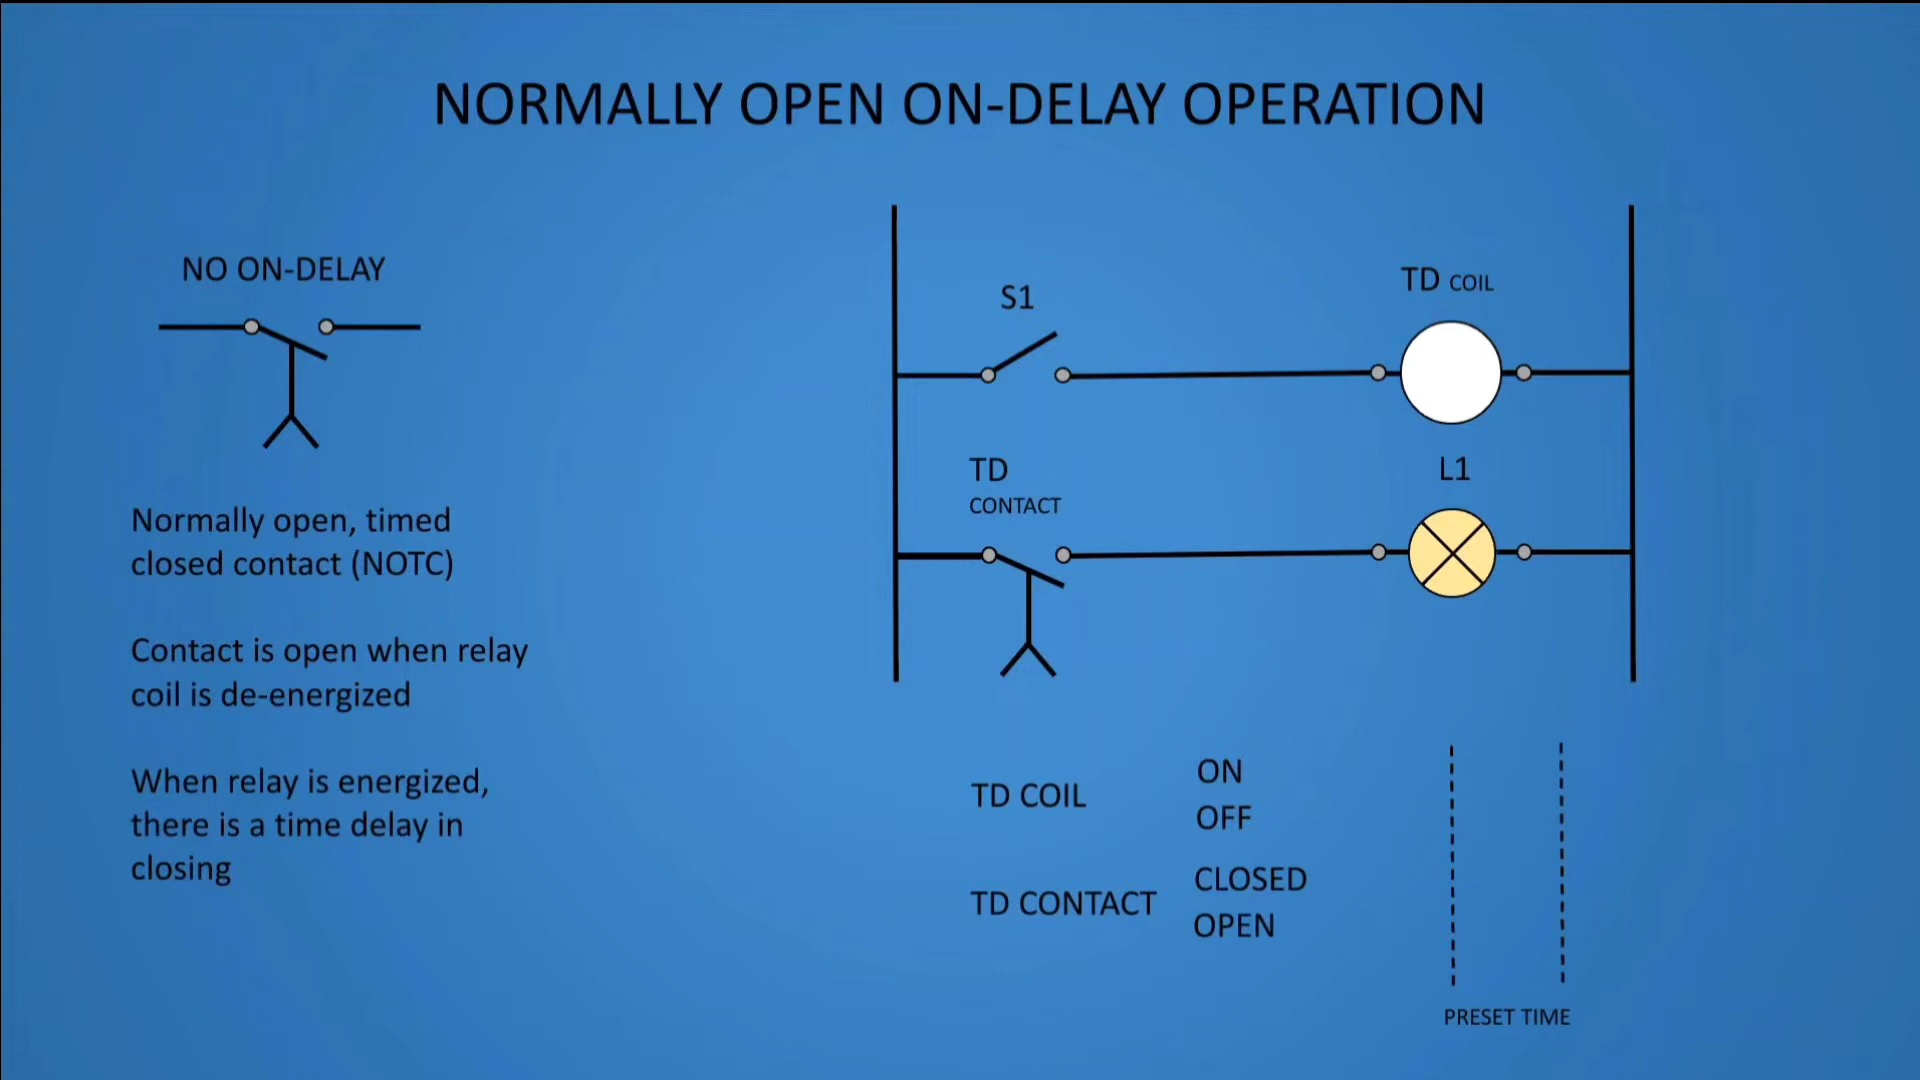 NORMALLY OPEN ON-DELAY OPERATION
NO ON-DELAY
Normally open, timed
closed contact (NOTC)
Contact is open when relay
coil is de-energized
When relay is energized,
there is a time delay in
closing
S1
TD COIL
TD
CONTACT
L1
TD COIL
ON
OFF
TD CONTACT
CLOSED
OPEN
PRESET TIME